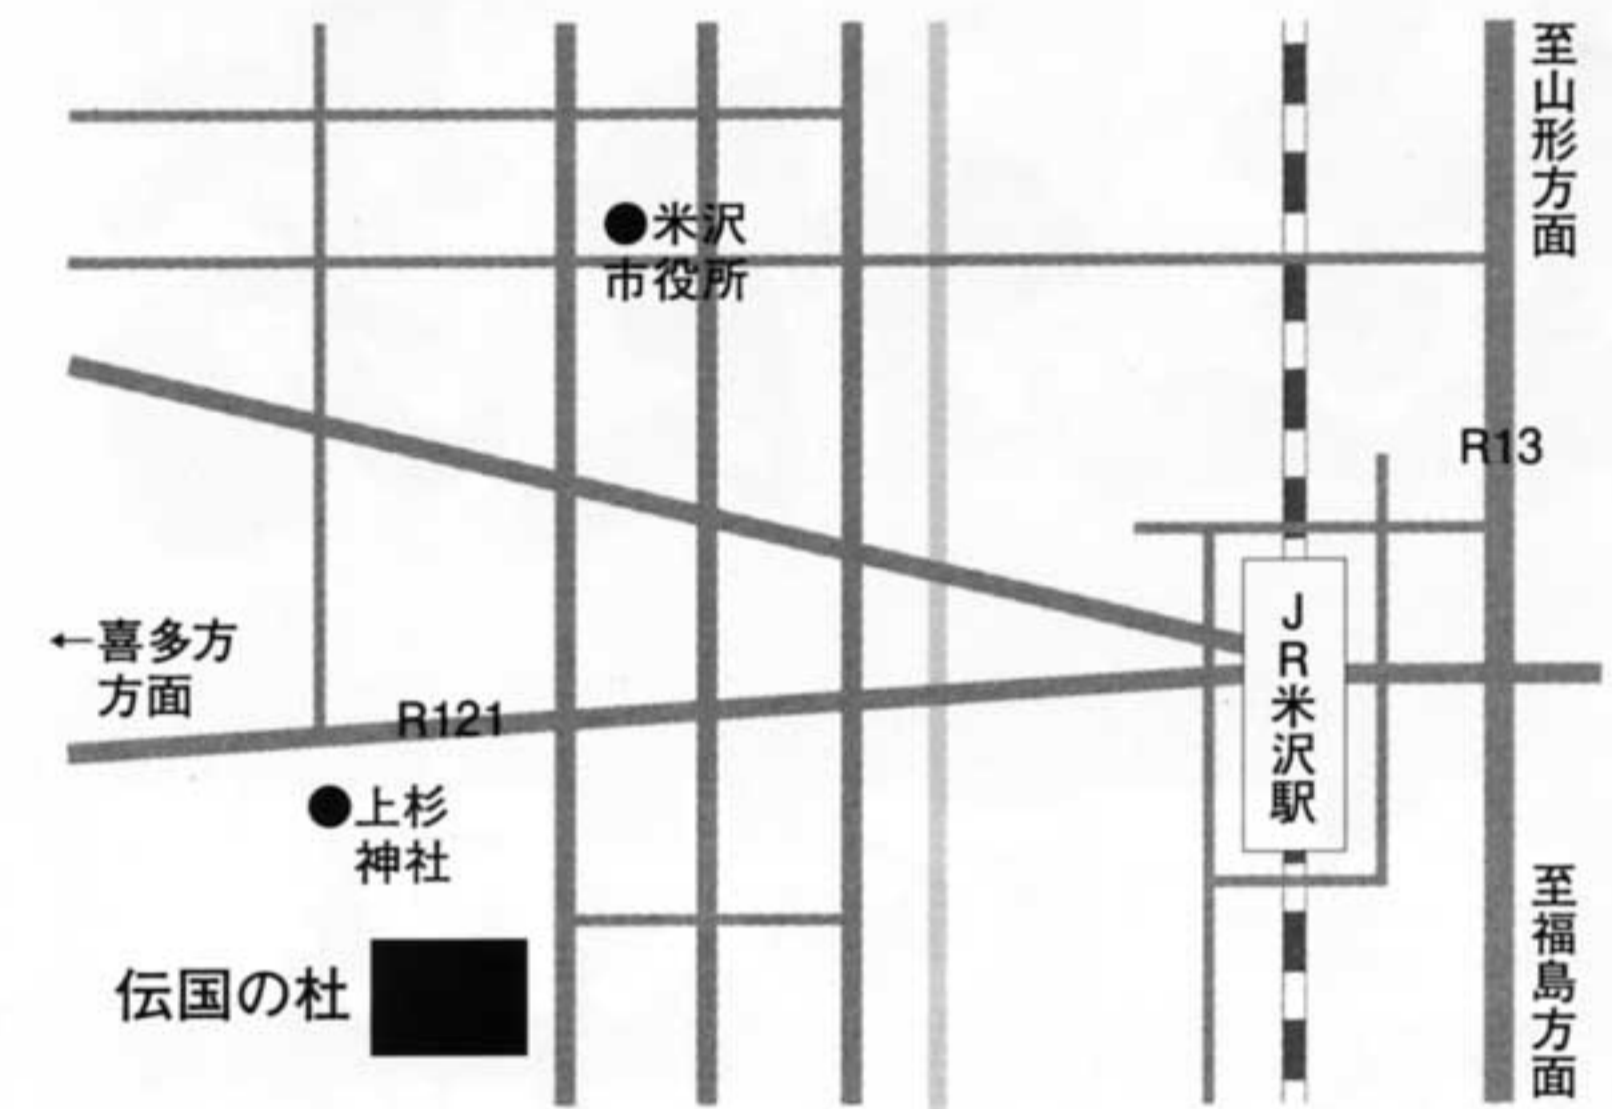 至山形方面
●米沢
市役所
R13
←喜多方
方面
R121
JR米沢駅
●上杉
神社
伝国の杜
至福島方面